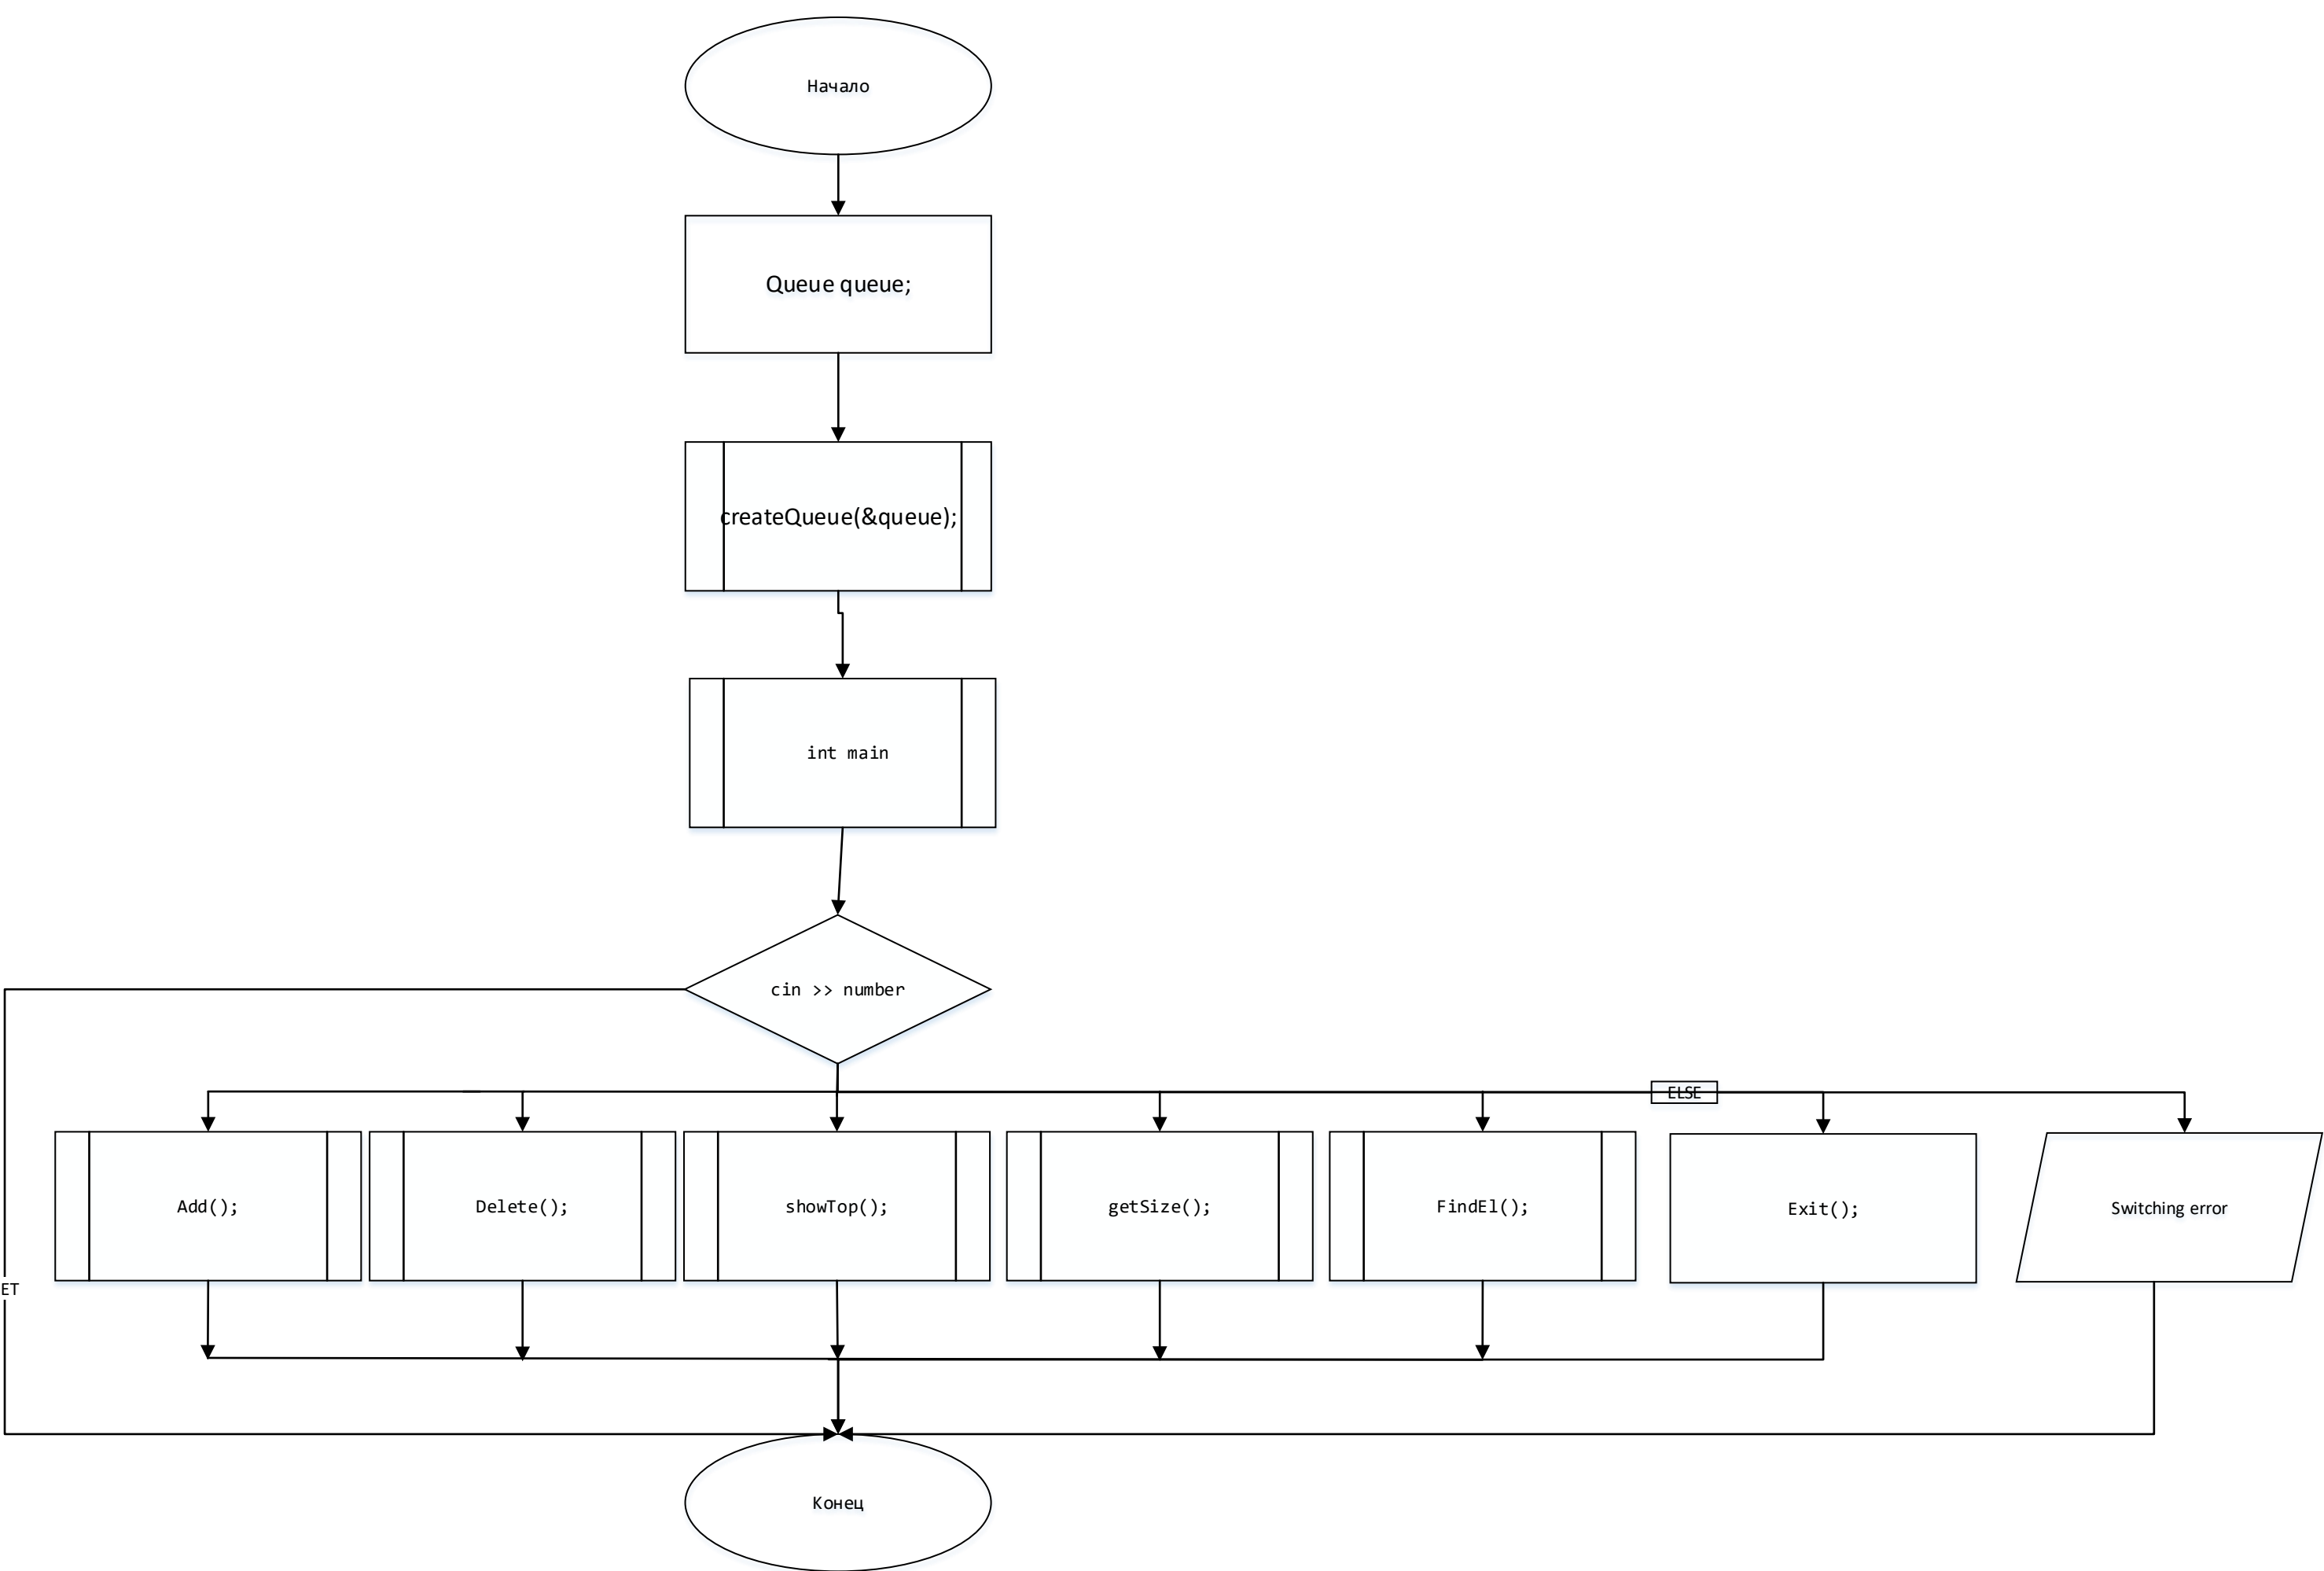 Начало
Queue queue;
createQueue(&queue);
int main
cin >> number
ELSE
Add();
Delete();
showTop();
getSize();
FindEl();
Exit();
Switching error
ET
Конец